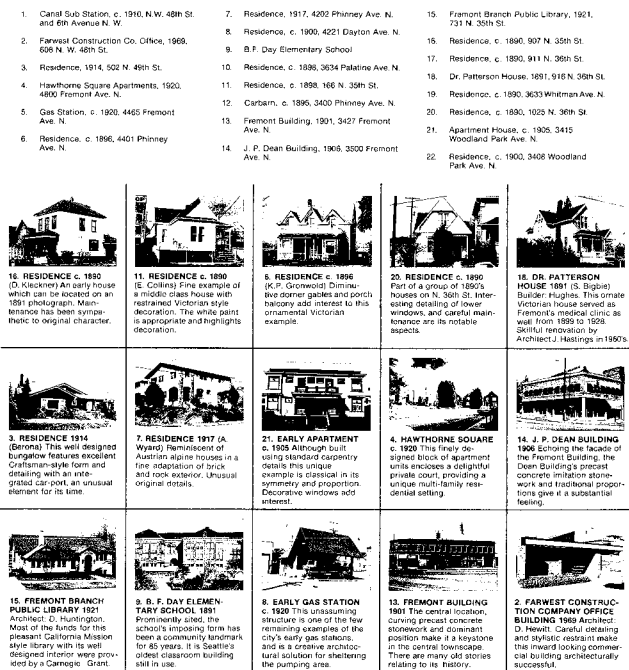 1. Canal Sub Station, c. 1910, N.W. 46th St.
and 6th Avenue N. W.
2. Farwest Construction Co. Office, 1969,
606 N. W. 46th St.
3. Residence, 1914, 502 N. 49th St.
4. Hawthorne Square Apartments, 1920,
4800 Fremont Ave. N.
5. Gas Station, c. 1920, 4465 Fremont
Ave. N.
6. Residence, c. 1896, 4401 Phinney
Ave. N.
7. Residence, 1917, 4202 Phinney Ave. N.
8. Residence, c. 1900, 4221 Dayton Ave. N.
9. B.F. Day Elementary School
10. Residence, c. 1898, 3634 Palatine Ave. N.
11. Residence, c. 1898, 166 N. 35th St.
12. Carbarn, c. 1895, 3400 Phinney Ave. N.
13. Fremont Building, 1901, 3427 Fremont
Ave. N.
14. J. P. Dean Building, 1906, 3500 Fremont
Ave. N.
15. Fremont Branch Public Library, 1921,
731 N. 35th St.
16. Residence, c. 1890, 907 N. 35th St.
17. Residence, c. 1890, 911 N. 36th St.
18. Dr. Patterson House, 1891, 916 N. 36th St.
19. Residence, c. 1890, 3633 Whitman Ave. N.
20. Residence, c. 1890, 1025 N. 36th St.
21. Apartment House, c. 1905, 3415
Woodland Park Ave. N.
22. Residence, c. 1900, 3408 Woodland
Park Ave. N.
16. RESIDENCE c. 1890
(D. Kleckner) An early house
which can be located on an
1891 photograph. Main-
tenance has been sympa-
thetic to original character.
11. RESIDENCE c. 1890
(E. Collins) Fine example of
a middle class house with
restrained Victorian style
decoration. The white paint
is appropriate and highlights
decoration.
6. RESIDENCE c. 1896
(K.P. Gronwold) Diminu-
tive dormer gables and porch
balcony add interest to this
ornamental Victorian
example.
20. RESIDENCE c. 1890
Part of a group of 1890's
houses on N. 36th St. Inter-
esting detailing of lower
windows, and careful main-
tenance are its notable
aspects.
18. DR. PATTERSON
HOUSE 1891 (S. Bigbie)
Builder: Hughes. This ornate
Victorian house served as
Fremont's medical clinic as
well from 1899 to 1928.
Skillful renovation by
Architect J. Hastings in 1950's.
3. RESIDENCE 1914
(Berona) This well designed
bungalow features excellent
Craftsman-style form and
detailing with an inte-
grated car-port, an unusual
element for its time.
7. RESIDENCE 1917 (A.
Wyard) Reminiscent of
Austrian alpine houses in a
fine adaptation of brick
and rock exterior. Unusual
original details.
21. EARLY APARTMENT
c. 1905 Although built
using standard carpentry
details this unique
example is classical in its
symmetry and proportion.
Decorative windows add
interest.
4. HAWTHORNE SQUARE
c. 1920 This finely de-
signed block of apartment
units encloses a delightful
private court, providing a
unique multi-family resi-
dential setting.
14. J. P. DEAN BUILDING
1906 Echoing the facade of
the Fremont Building, the
Dean Building's precast
concrete imitation stone-
work and traditional propor-
tions give it a substantial
feeling.
15. FREMONT BRANCH
PUBLIC LIBRARY 1921
Architect: D. Huntington.
Most of the funds for this
pleasant California Mission
style library with its well
designed interior were prov-
ided by a Carnegie Grant.
9. B. F. DAY ELEMEN-
TARY SCHOOL 1891
Prominently sited, the
school's imposing form has
been a community landmark
for 85 years. It is Seattle's
oldest classroom building
still in use.
8. EARLY GAS STATION
c. 1920 This unassuming
structure is one of the few
remaining examples of the
city's early gas stations,
and is a creative architec-
tural solution for sheltering
the pumping area.
13. FREMONT BUILDING
1901 The central location,
curving precast concrete
stonework and dominant
position make it a keystone
in the central townscape.
There are many old stories
relating to its history.
2. FARWEST CONSTRUC-
TION COMPANY OFFICE
BUILDING 1969 Architect:
D. Hewitt. Careful detailing
and stylistic restraint make
this inward looking commer-
cial building architecturally
successful.